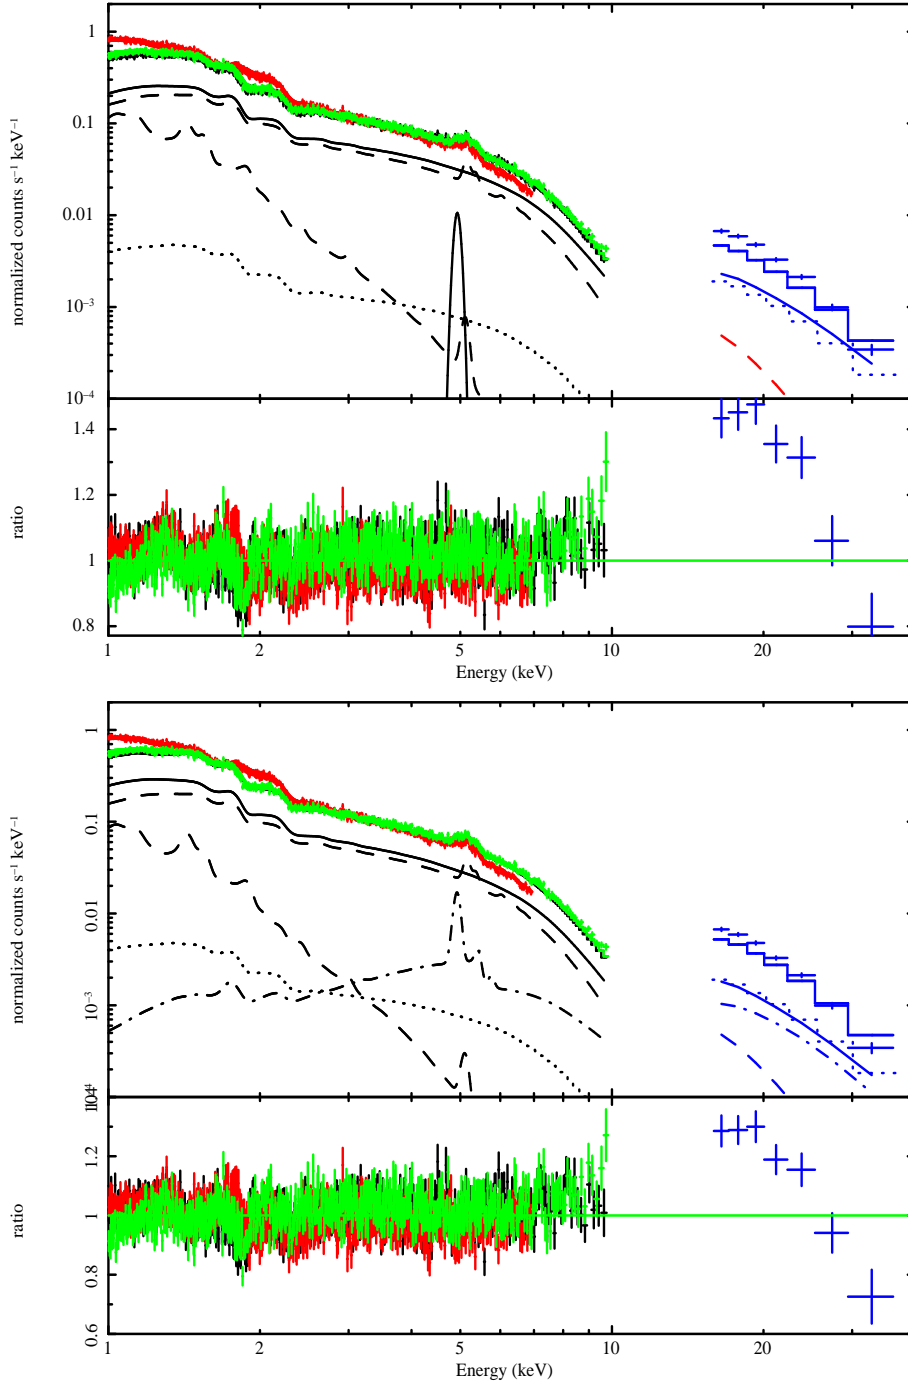 1
0.1
0.01
10⁻³
10⁻⁴
normalized counts s⁻¹ keV⁻¹
1.4
1.2
1
0.8
ratio
1 2 5 10 20
Energy (keV)
1
0.1
0.01
10⁻³
normalized counts s⁻¹ keV⁻¹
1.2
1
0.8
0.6
ratio
1 2 5 10 20
Energy (keV)